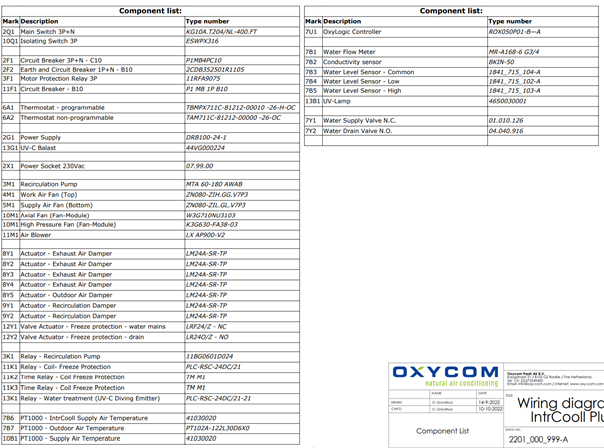 Component list:
Mark Description Type number
2Q1 Main Switch 3P+N KG10A.T204/NL-400.FT
10Q1 Isolating Switch 3P ESWPX316
2F1 Circuit Breaker 3P+N - C10 P1MB4PC10
2F2 Earth and Circuit Breaker 1P+N - B10 2CDB352501R1105
3F1 Motor Protection Relay 3P 11RFA9075
11F1 Circuit Breaker - B10 P1 MB 1P B10
6A1 Thermostat - programmable TBMPX711C-81212-00010 -26-H-OC
6A2 Thermostat non-programmable TAM711C-81212-00000 -26-OC
2G1 Power Supply DRB100-24-1
13G1 UV-C Balast 44VG000224
2X1 Power Socket 230Vac 07.99.00
3M1 Recirculation Pump MTA 60-180 AWAB
4M1 Work Air Fan (Top) ZN080-ZIH.GG.V7P3
5M1 Supply Air Fan (Bottom) ZN080-ZIL.GL.V7P3
10M1 Axial Fan (Fan-Module) W3G710NU3103
10M1 High Pressure Fan (Fan-Module) K3G630-FA38-03
11M1 Air Blower LX AP900-V2
8Y1 Actuator - Exhaust Air Damper LM24A-SR-TP
8Y2 Actuator - Exhaust Air Damper LM24A-SR-TP
8Y3 Actuator - Exhaust Air Damper LM24A-SR-TP
8Y4 Actuator - Exhaust Air Damper LM24A-SR-TP
8Y5 Actuator - Outdoor Air Damper LM24A-SR-TP
9Y1 Actuator - Recirculation Damper LM24A-SR-TP
9Y2 Actuator - Recirculation Damper LM24A-SR-TP
12Y1 Valve Actuator - Freeze protection - water mains LRF24/Z - NC
12Y2 Valve Actuator - Freeze protection - drain LR24O/Z - NO
3K1 Relay - Recirculation Pump 11BG0601D024
11K1 Relay - Coil- Freeze Protection PLC-RSC-24DC/21
11K2 Time Relay - Coil Freeze Protection TM M1
11K3 Time Relay - Coil Freeze Protection TM M1
13K1 Relay - Water treatment (UV-C Diving Emitter) PLC-RSC-24DC/21-21
7B6 PT1000 - IntrCooll Supply Air Temperature 41030020
7B7 PT1000 - Outdoor Air Temperature PT102A-122L30D6X0
10B1 PT1000 - Supply Air Temperature 41030020
Component list:
Mark Description Type number
7U1 OxyLogic Controller ROX050P01-B—A
7B1 Water Flow Meter MR-A168-6 G3/4
7B2 Conductivity sensor BKIN-50
7B3 Water Level Sensor - Common 1841_715_104-A
7B4 Water Level Sensor - Low 1841_715_102-A
7B5 Water Level Sensor - High 1841_715_103-A
13B1 UV-Lamp 46S0030001
7Y1 Water Supply Valve N.C. 01.010.126
7Y2 Water Drain Valve N.O. 04.040.916
OXYCOM
natural air conditioning
Oxycom Fresh Air B.V.
NAME DATE
DRAWN 14-9-2022
10-10-2022
Component List
TITLE:
Wiring diagra
IntrCooll Plu
2201_000_999-A